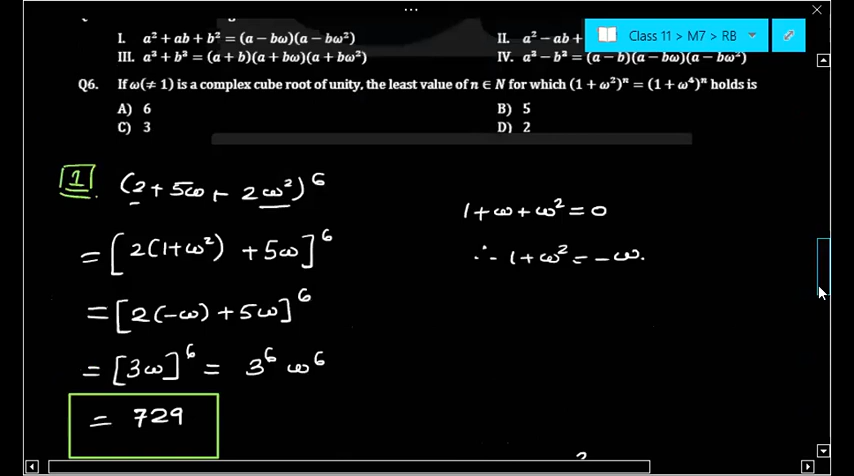 I. a² + ab + b² = (a − bω)(a − bω²)
II. a² − ab +
III. a³ + b³ = (a + b)(a + bω)(a + bω²)
IV. a³ − b³ = (a − b)(a − bω)(a − bω²)
Class 11 > M7 > RB
Q6. If ω(≠ 1) is a complex cube root of unity, the least value of n ∈ N for which (1 + ω²)ⁿ = (1 + ω⁴)ⁿ holds is
A) 6
B) 5
C) 3
D) 2
1. (2 + 5ω + 2ω²)⁶
= [2(1+ω²) + 5ω]⁶
= [2(−ω) + 5ω]⁶
= [3ω]⁶ = 3⁶ ω⁶
= 729
1 + ω + ω² = 0
∴ 1 + ω² = −ω.